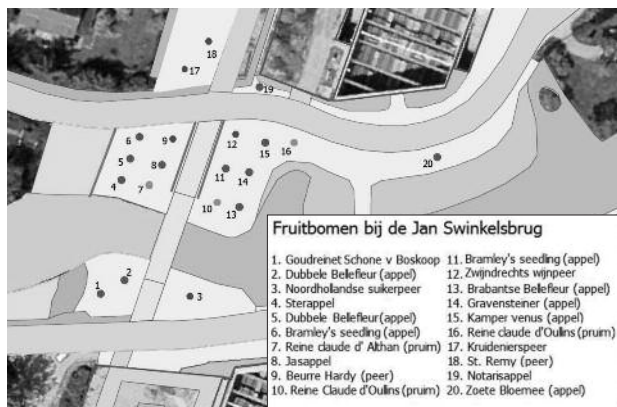 18
17
19
6
9
12
15
16
5
8
11
14
20
4
7
10
13
2
1
3
Fruitbomen bij de Jan Swinkelsbrug
1. Goudreinet Schone v Boskoop
2. Dubbele Bellefleur (appel)
3. Noordhollandse suikerpeer
4. Sterappel
5. Dubbele Bellefleur(appel)
6. Bramley's seedling (appel)
7. Reine claude d' Althan (pruim)
8. Jasappel
9. Beurre Hardy (peer)
10. Reine Claude d'Oulins (pruim)
11. Bramley's seedling (appel)
12. Zwijndrechts wijnpeer
13. Brabantse Bellefleur (appel)
14. Gravensteiner (appel)
15. Kamper venus (appel)
16. Reine claude d'Oulins (pruim)
17. Kruidenierspeer
18. St. Remy (peer)
19. Notarisappel
20. Zoete Bloemee (appel)